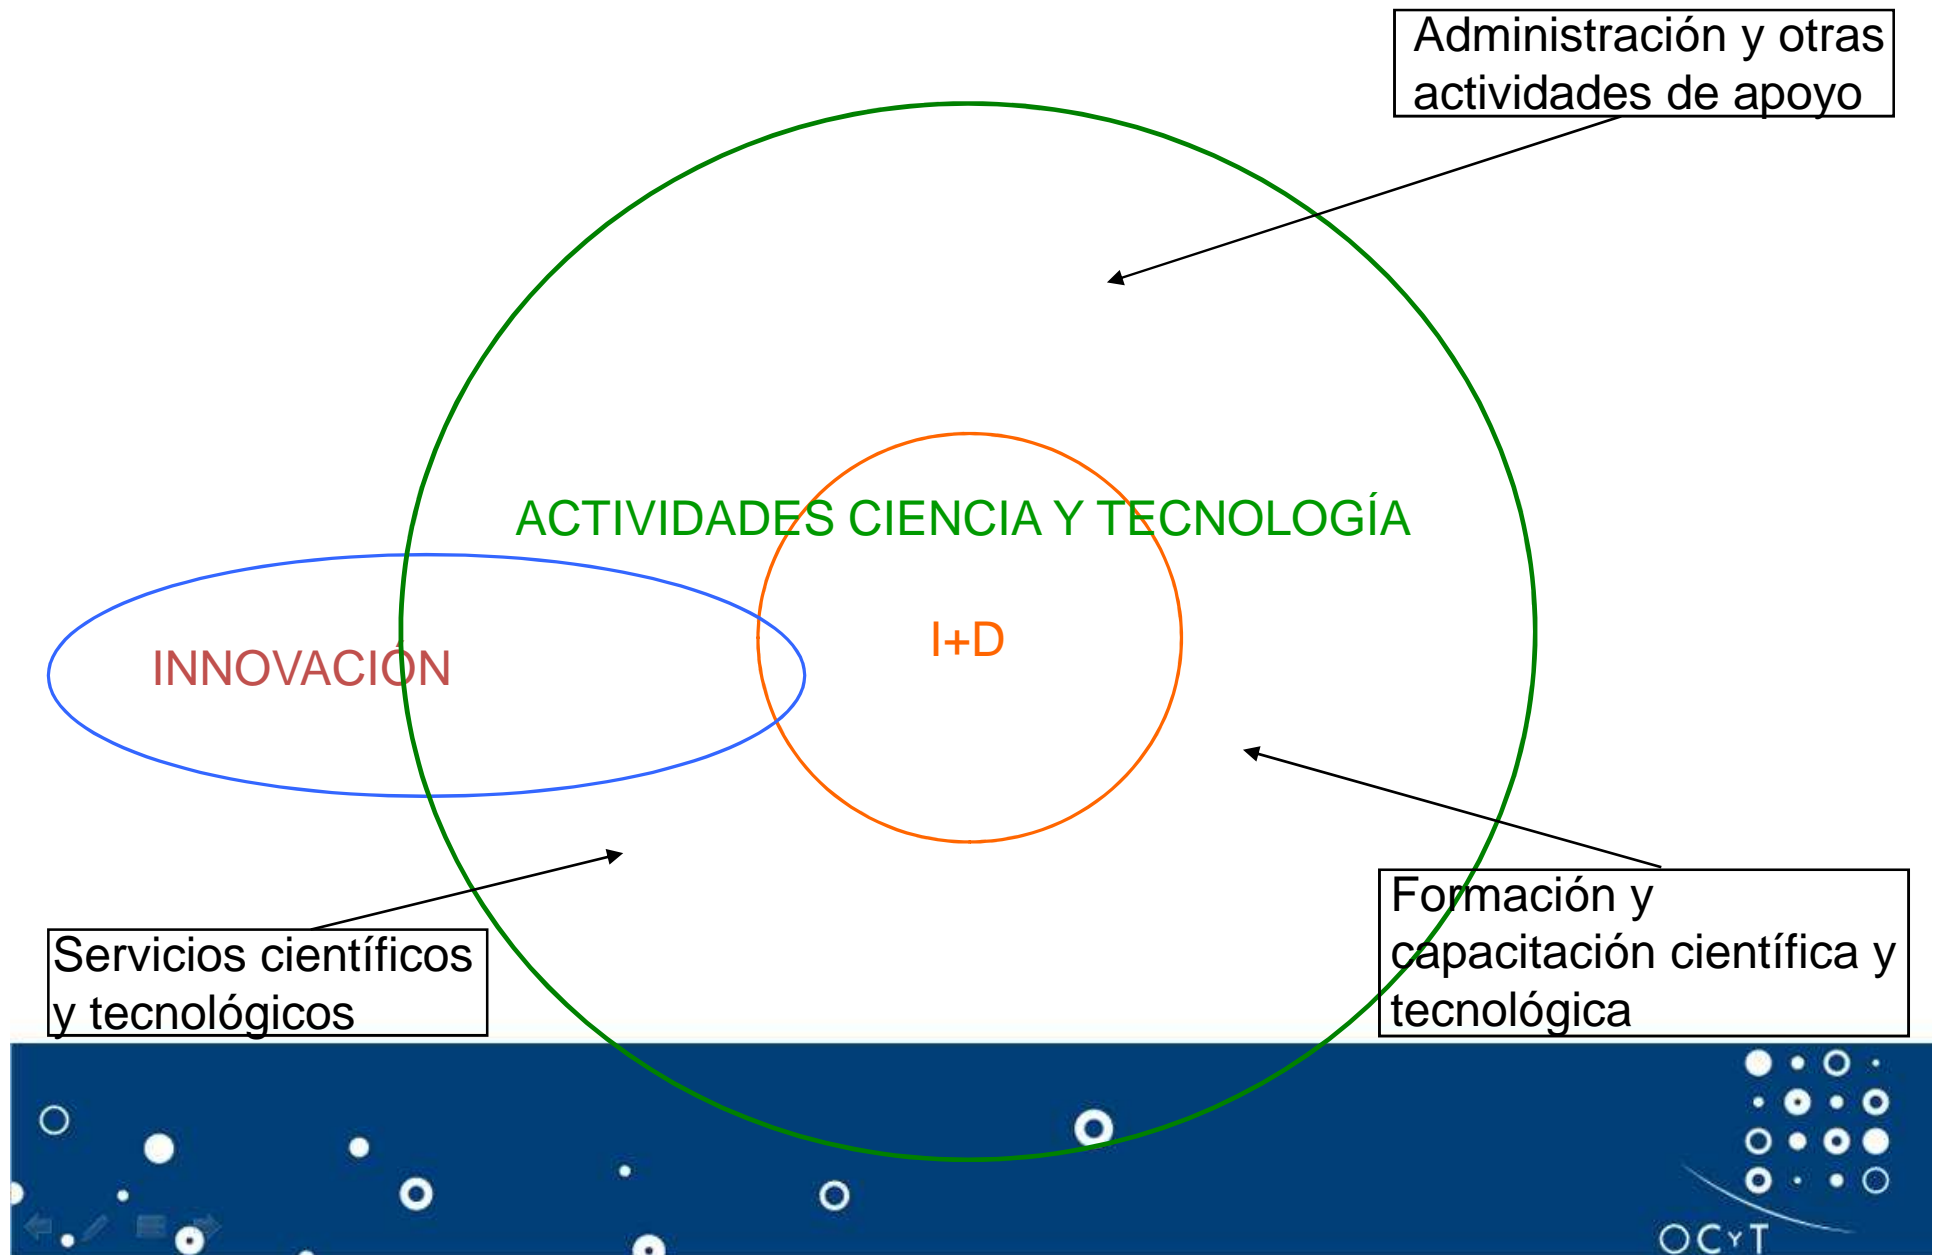 Administración y otras
actividades de apoyo
ACTIVIDADES CIENCIA Y TECNOLOGÍA
I+D
INNOVACIÓN
Formación y
capacitación científica y
tecnológica
Servicios científicos
y tecnológicos
OCyT